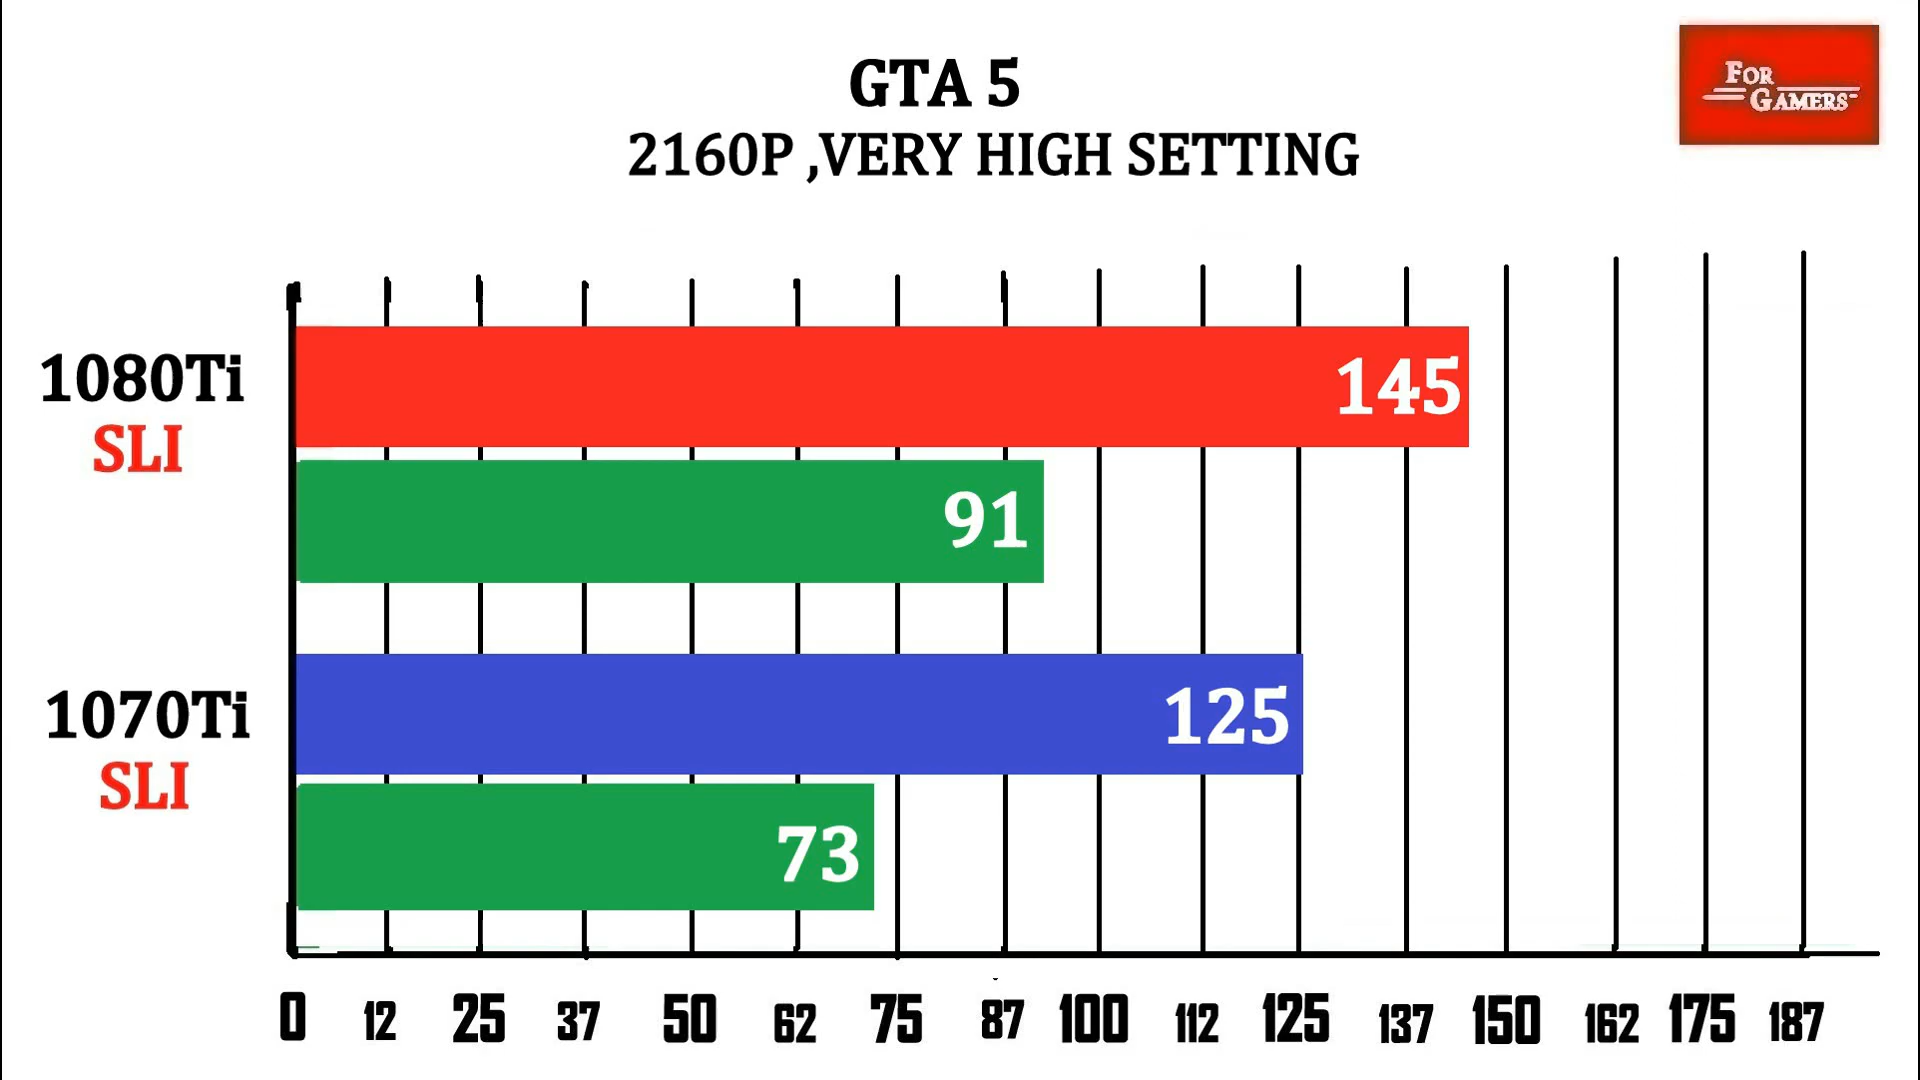 GTA 5
2160P ,VERY HIGH SETTING
FOR
GAMERS
1080Ti
SLI
145
91
1070Ti
SLI
125
73
0 12 25 37 50 62 75 87 100 112 125 137 150 162 175 187